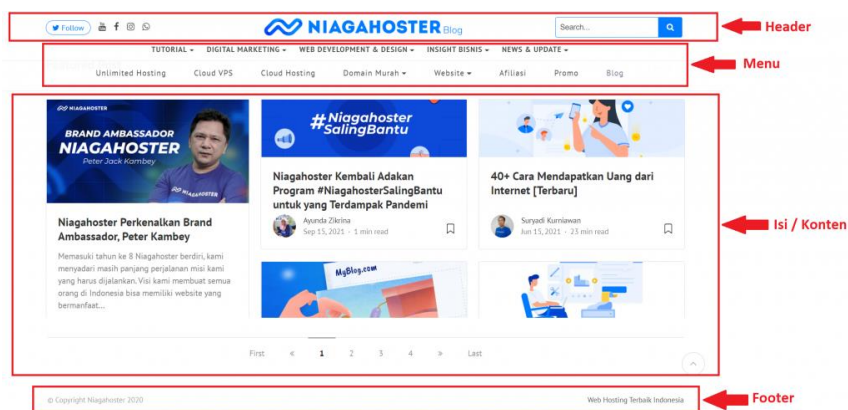 Follow
NIAGAHOSTER Blog
Search...
Header
TUTORIAL DIGITAL MARKETING WEB DEVELOPMENT & DESIGN INSIGHT BISNIS NEWS & UPDATE
Menu
Unlimited Hosting Cloud VPS Cloud Hosting Domain Murah Website Afiliasi Promo Blog
NIAGAHOSTER
BRAND AMBASSADOR
NIAGAHOSTER
Peter Jack Kambey
NIAGAHOSTER
Niagahoster Perkenalkan Brand
Ambassador, Peter Kambey
Memasuki tahun ke 8 Niagahoster berdiri, kami
menyadari masih panjang perjalanan misi kami
yang harus dijalankan. Visi kami membuat semua
orang di Indonesia bisa memiliki website yang
bermanfaat...
#Niagahoster
SalingBantu
Niagahoster Kembali Adakan
Program #NiagahosterSalingBantu
untuk yang Terdampak Pandemi
Ayunda Zikrina
Sep 15, 2021 · 1 min read
MyBlog.com
40+ Cara Mendapatkan Uang dari
Internet [Terbaru]
Suryadi Kurniawan
Jun 15, 2021 · 23 min read
Isi / Konten
First « 1 2 3 4 » Last
© Copyright Niagahoster 2020
Web Hosting Terbaik Indonesia
Footer